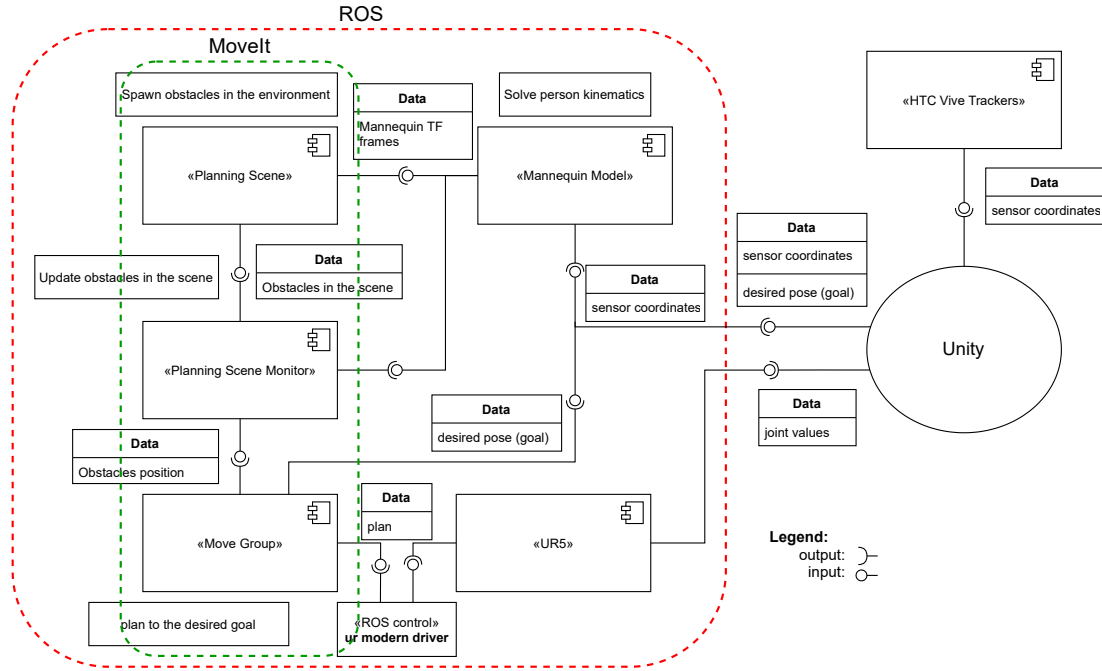 ROS
MoveIt
Spawn obstacles in the environment
Data
Mannequin TF
frames
Solve person kinematics
«HTC Vive Trackers»
«Planning Scene»
«Mannequin Model»
Data
sensor coordinates
Data
sensor coordinates
desired pose (goal)
Update obstacles in the scene
Data
Obstacles in the scene
Data
sensor coordinates
Unity
«Planning Scene Monitor»
Data
desired pose (goal)
Data
joint values
Data
Obstacles position
Data
plan
«Move Group»
«UR5»
Legend:
output:
input:
plan to the desired goal
«ROS control»
ur modern driver